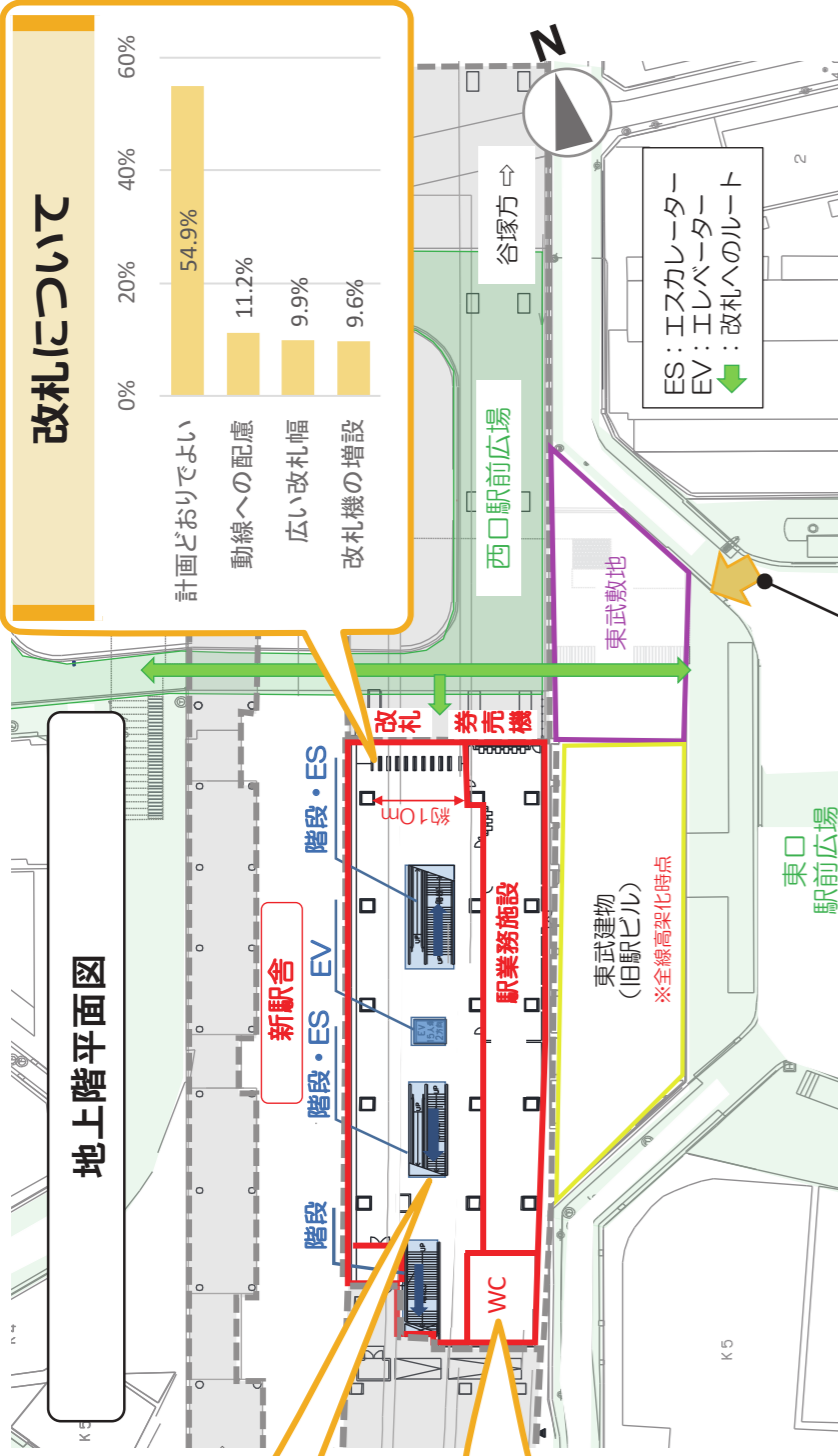 地上階平面図
改札について
0%
20%
40%
60%
計画どおりでよい
54.9%
動線への配慮
11.2%
広い改札幅
9.9%
改札機の増設
9.6%
新駅舎
階段
階段・ES
EV
階段・ES
改札
券売機
約10m
駅業務施設
WC
西口駅前広場
谷塚方⇨
N
東武建物
(旧駅ビル)
※全線高架化時点
東武敷地
東口
駅前広場
ES:エスカレーター
EV:エレベーター
:改札へのルート
K5
K5
2